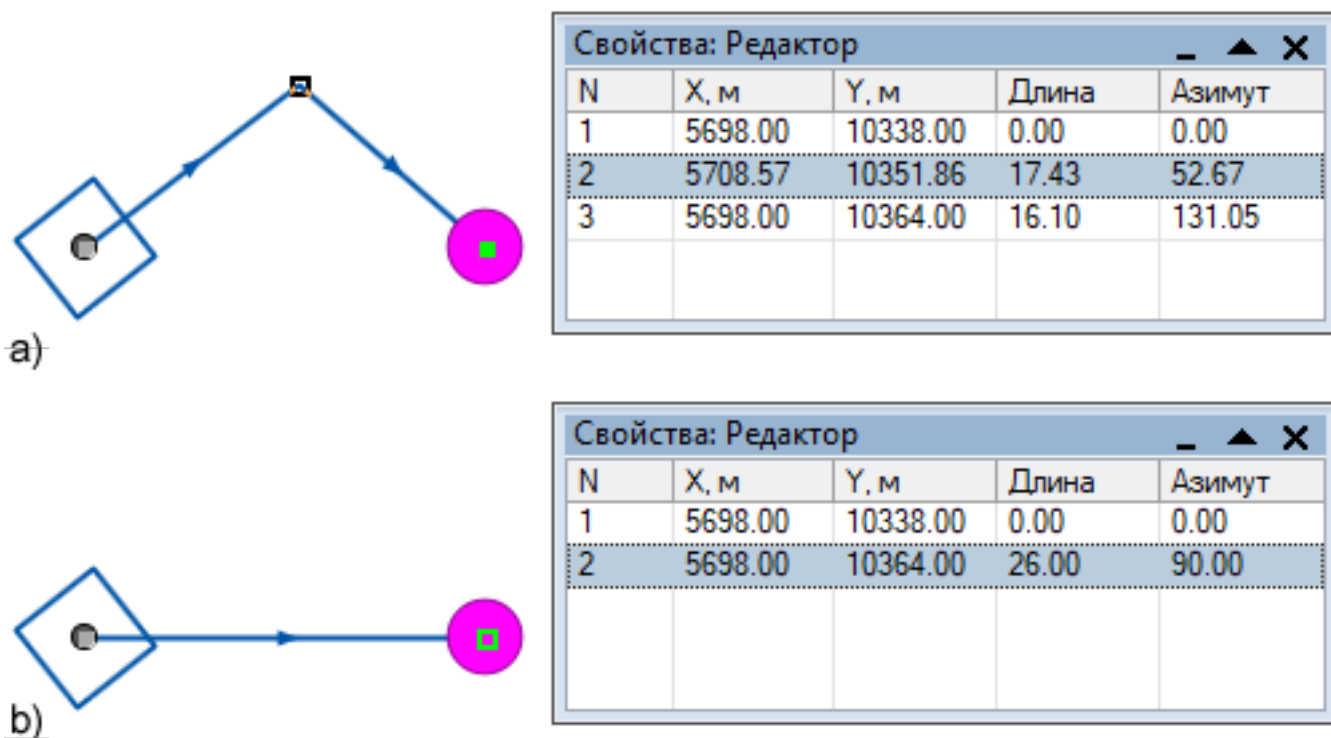 Свойства: Редактор
N X, м Y, м Длина Азимут
1 5698.00 10338.00 0.00 0.00
2 5708.57 10351.86 17.43 52.67
3 5698.00 10364.00 16.10 131.05
a)
Свойства: Редактор
N X, м Y, м Длина Азимут
1 5698.00 10338.00 0.00 0.00
2 5698.00 10364.00 26.00 90.00
b)